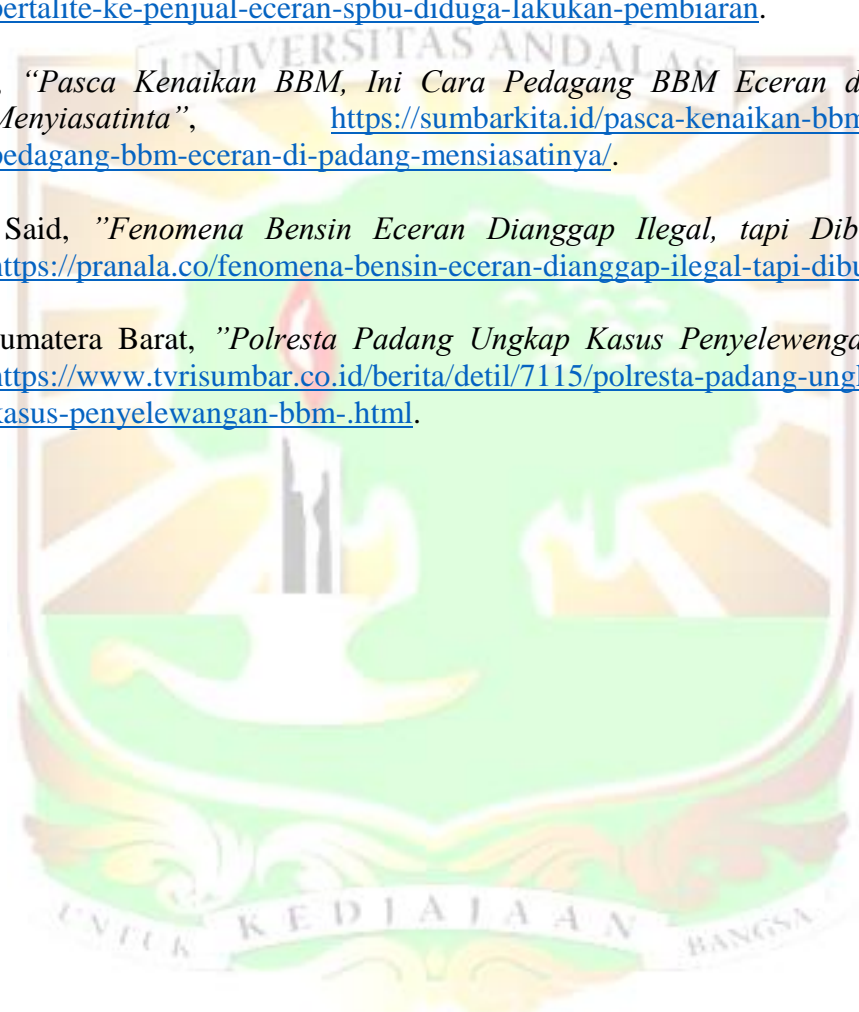 pertalite-ke-penjual-eceran-spbu-diduga-lakukan-pembiaran.
UNIVERSITAS ANDALAS
, “Pasca Kenaikan BBM, Ini Cara Pedagang BBM Eceran d
Menyiasatinta”, https://sumbarkita.id/pasca-kenaikan-bbm
pedagang-bbm-eceran-di-padang-mensiasatinya/.
Said, ”Fenomena Bensin Eceran Dianggap Ilegal, tapi Dib
https://pranala.co/fenomena-bensin-eceran-dianggap-ilegal-tapi-dibu
umatera Barat, ”Polresta Padang Ungkap Kasus Penyelewenga
https://www.tvrisumbar.co.id/berita/detil/7115/polresta-padang-ungk
kasus-penyelewangan-bbm-.html.
UNTUK KEDJAJAAN BANGSA